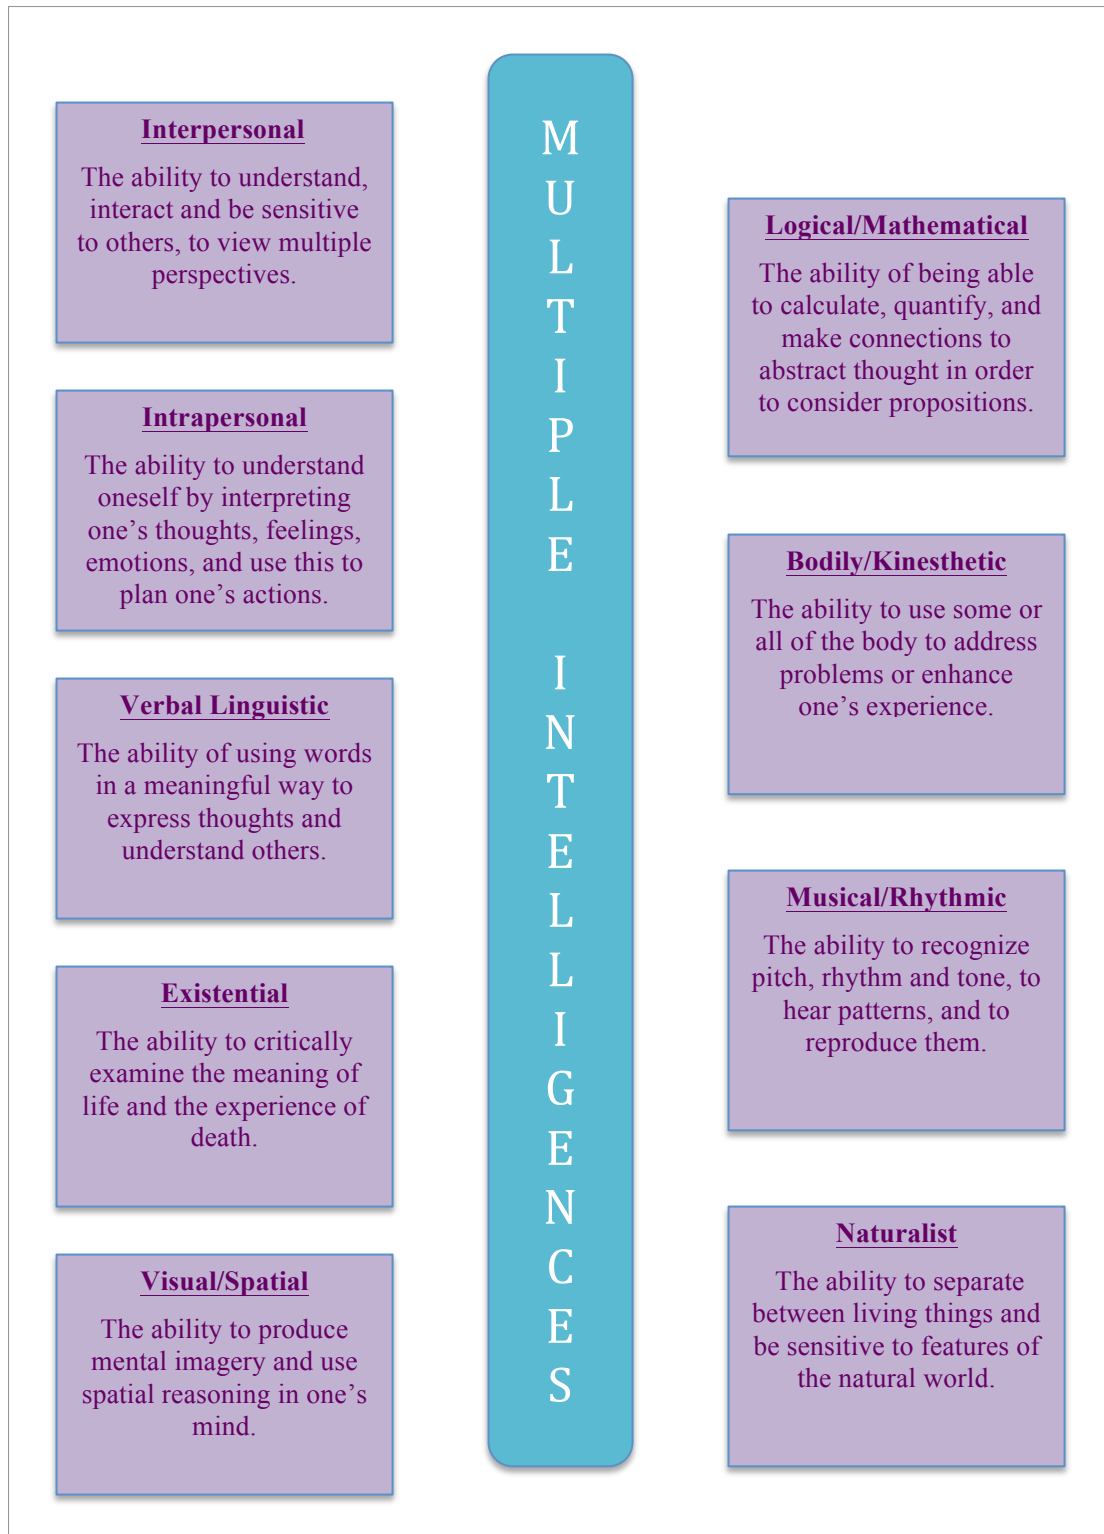 Interpersonal
The ability to understand,
interact and be sensitive
to others, to view multiple
perspectives.
Intrapersonal
The ability to understand
oneself by interpreting
one’s thoughts, feelings,
emotions, and use this to
plan one’s actions.
Verbal Linguistic
The ability of using words
in a meaningful way to
express thoughts and
understand others.
Existential
The ability to critically
examine the meaning of
life and the experience of
death.
Visual/Spatial
The ability to produce
mental imagery and use
spatial reasoning in one’s
mind.
M
U
L
T
I
P
L
E
I
N
T
E
L
L
I
G
E
N
C
E
S
Logical/Mathematical
The ability of being able
to calculate, quantify, and
make connections to
abstract thought in order
to consider propositions.
Bodily/Kinesthetic
The ability to use some or
all of the body to address
problems or enhance
one’s experience.
Musical/Rhythmic
The ability to recognize
pitch, rhythm and tone, to
hear patterns, and to
reproduce them.
Naturalist
The ability to separate
between living things and
be sensitive to features of
the natural world.